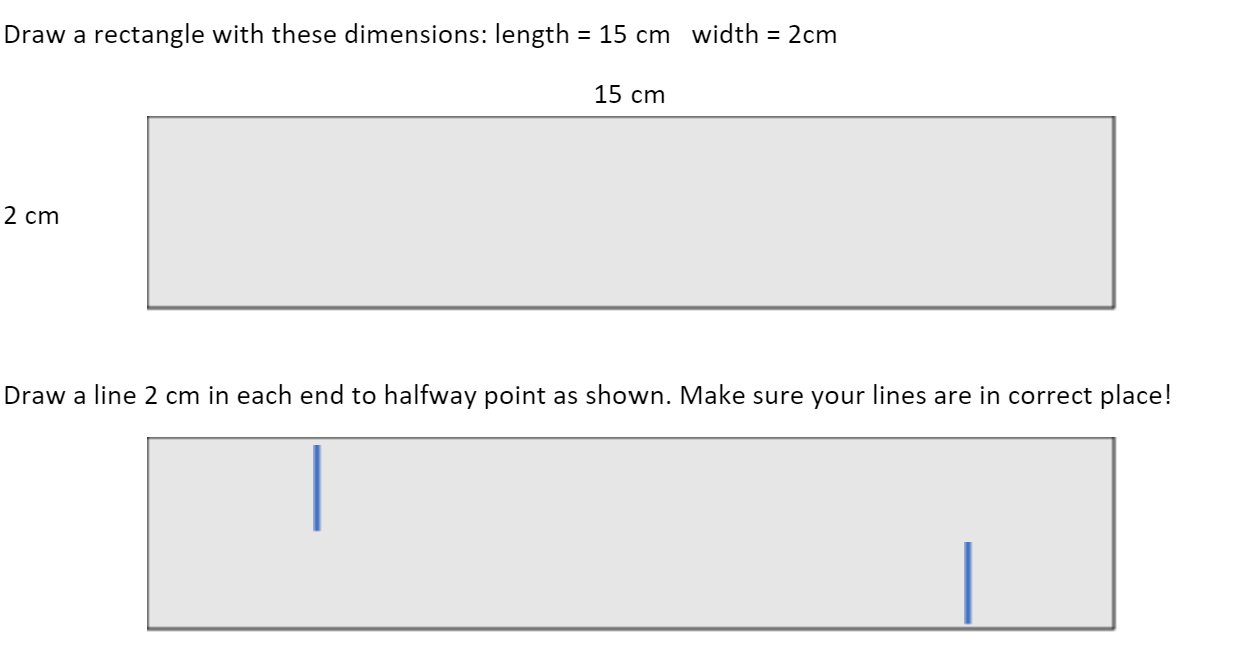 Draw a rectangle with these dimensions: length = 15 cm   width = 2cm
15 cm
2 cm
Draw a line 2 cm in each end to halfway point as shown. Make sure your lines are in correct place!